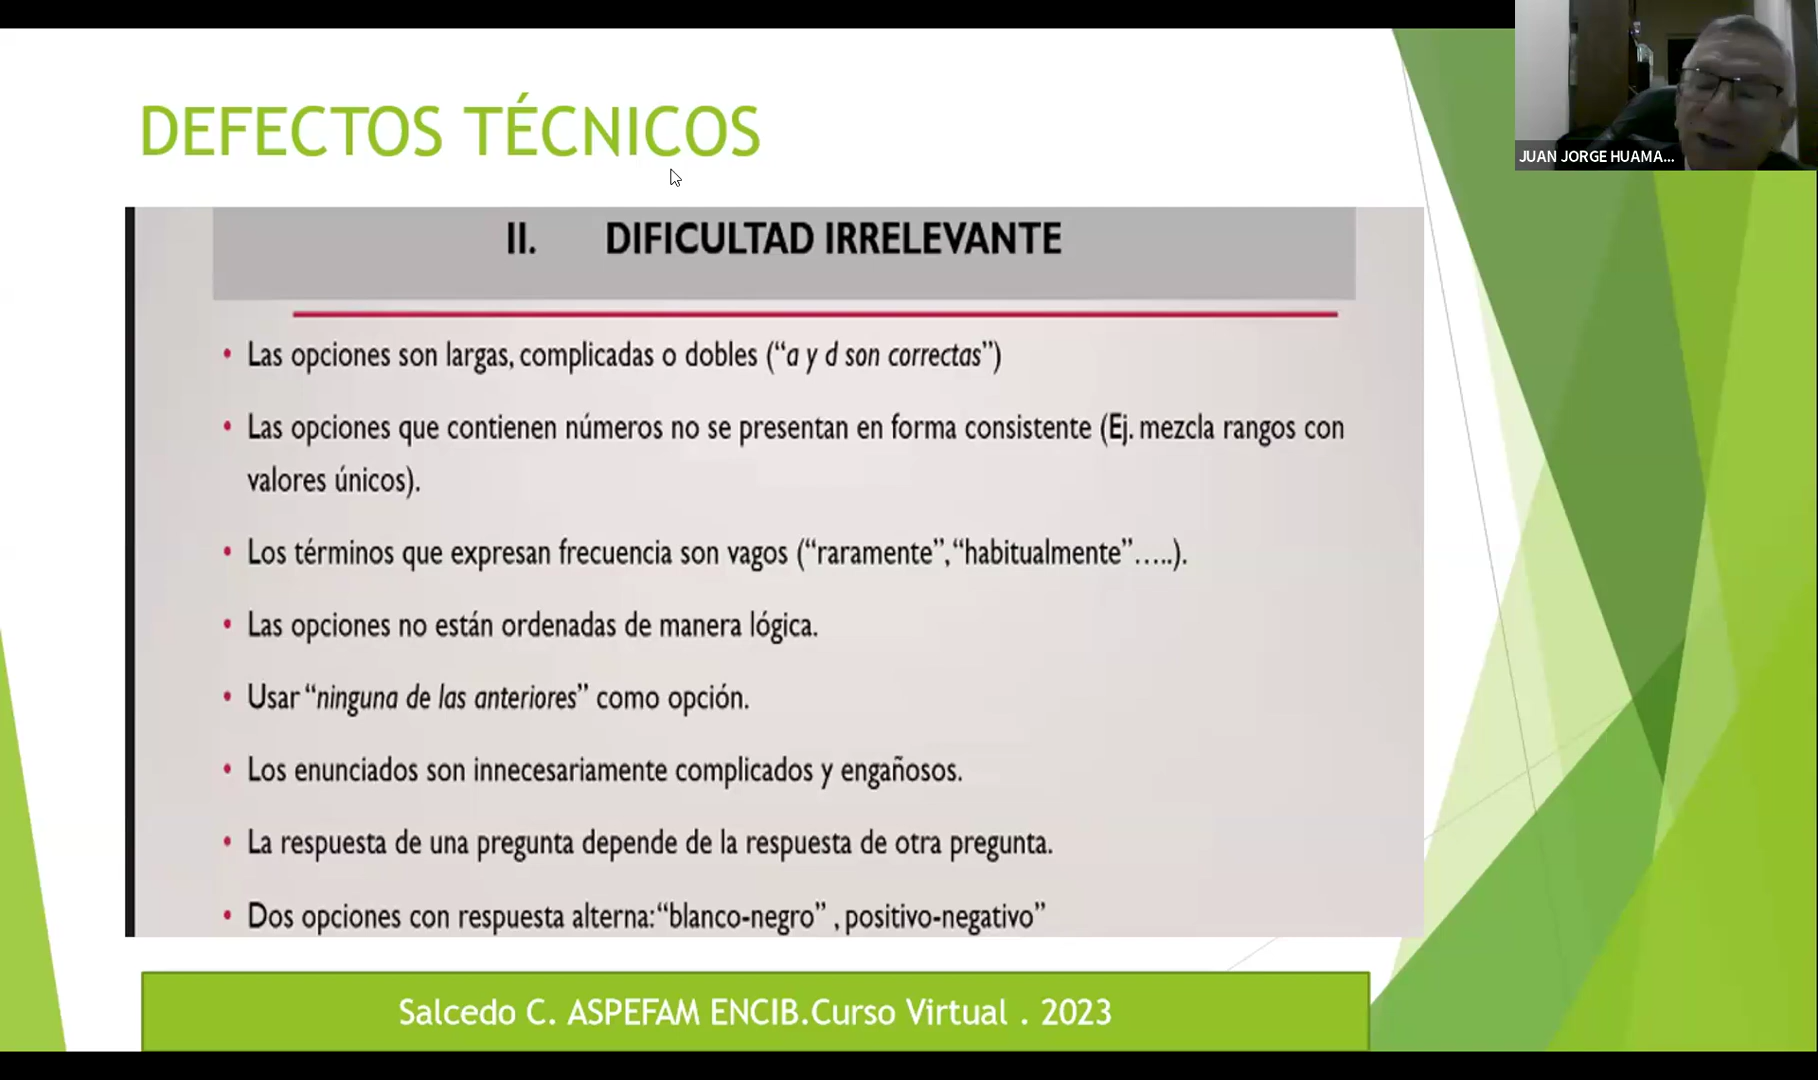 DEFECTOS TÉCNICOS
JUAN JORGE HUAMA...
II. DIFICULTAD IRRELEVANTE
• Las opciones son largas, complicadas o dobles (“a y d son correctas”)
• Las opciones que contienen números no se presentan en forma consistente (Ej. mezcla rangos con
valores únicos).
• Los términos que expresan frecuencia son vagos (“raramente”, “habitualmente”…..).
• Las opciones no están ordenadas de manera lógica.
• Usar “ninguna de las anteriores” como opción.
• Los enunciados son innecesariamente complicados y engañosos.
• La respuesta de una pregunta depende de la respuesta de otra pregunta.
• Dos opciones con respuesta alterna: “blanco-negro” , positivo-negativo”
Salcedo C. ASPEFAM ENCIB.Curso Virtual . 2023